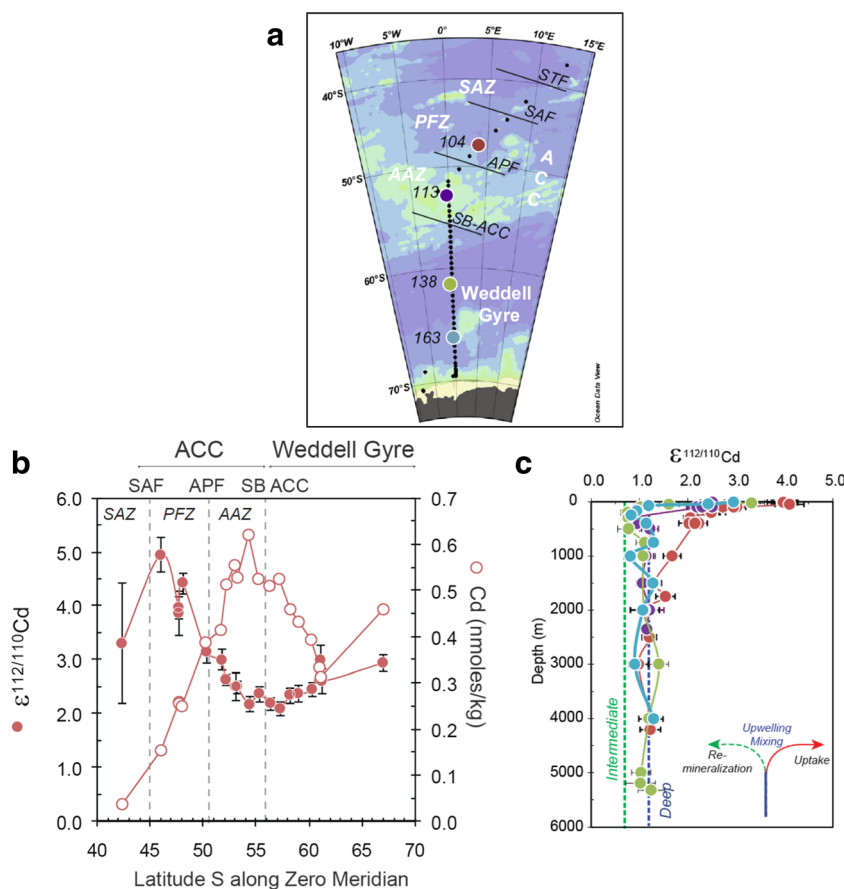 a
10°W 5°W 0° 5°E 10°E 15°E
STF
40°S
SAZ
SAF
PFZ
104
APF
A
C
C
50°S
AAZ
113
SB-ACC
60°S
138
Weddell
Gyre
163
70°S
Ocean Data View
b
ACC Weddell Gyre
SAF APF SB ACC
SAZ PFZ AAZ
6.0
5.0
4.0
3.0
2.0
1.0
0.0
ε112/110Cd
0.7
0.6
0.5
0.4
0.3
0.2
0.1
0.0
Cd (nmoles/kg)
40 45 50 55 60 65 70
Latitude S along Zero Meridian
c
ε112/110Cd
0.0 1.0 2.0 3.0 4.0 5.0
0
1000
2000
3000
4000
5000
6000
Depth (m)
Intermediate
Deep
Upwelling
Mixing
Re-
mineralization
Uptake